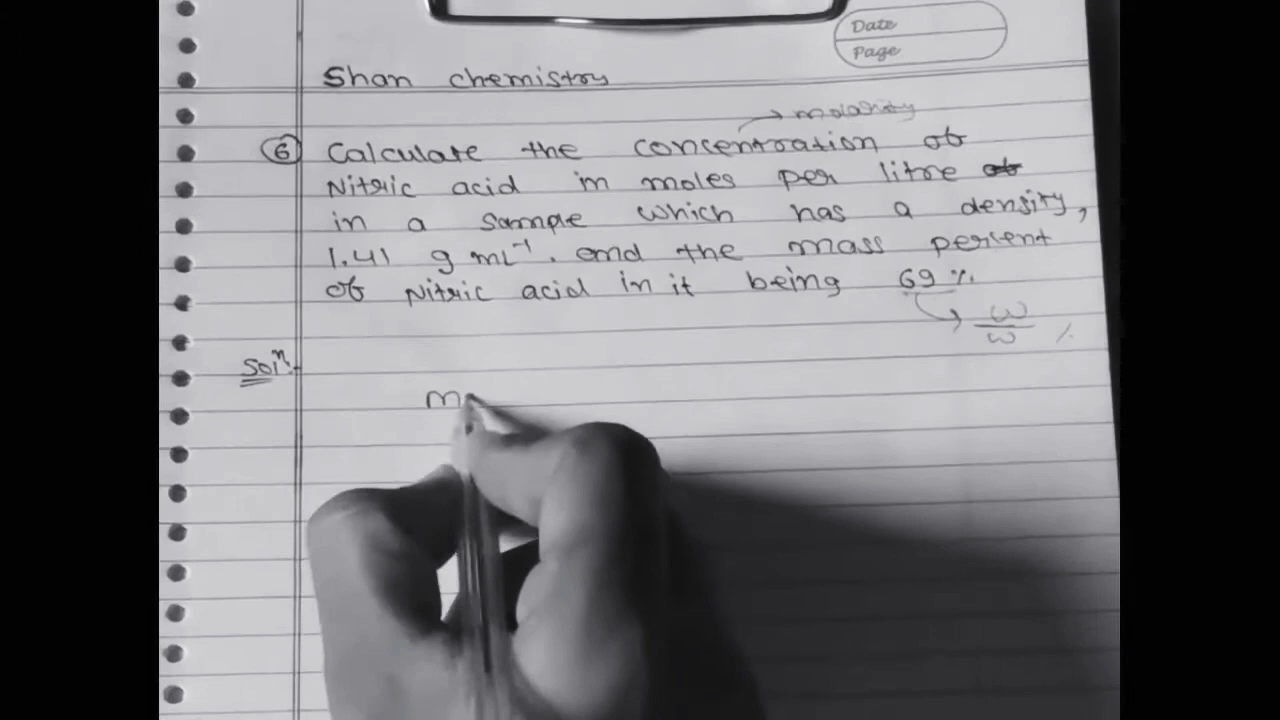 Date
Page
Shan chemistry
→ molarity
6 Calculate the concentration of
Nitric acid in moles per litre of
in a sample which has a density,
1.41 g mL⁻¹. and the mass percent
of Nitric acid in it being 69%
→ w/w %
Solⁿ:-
m